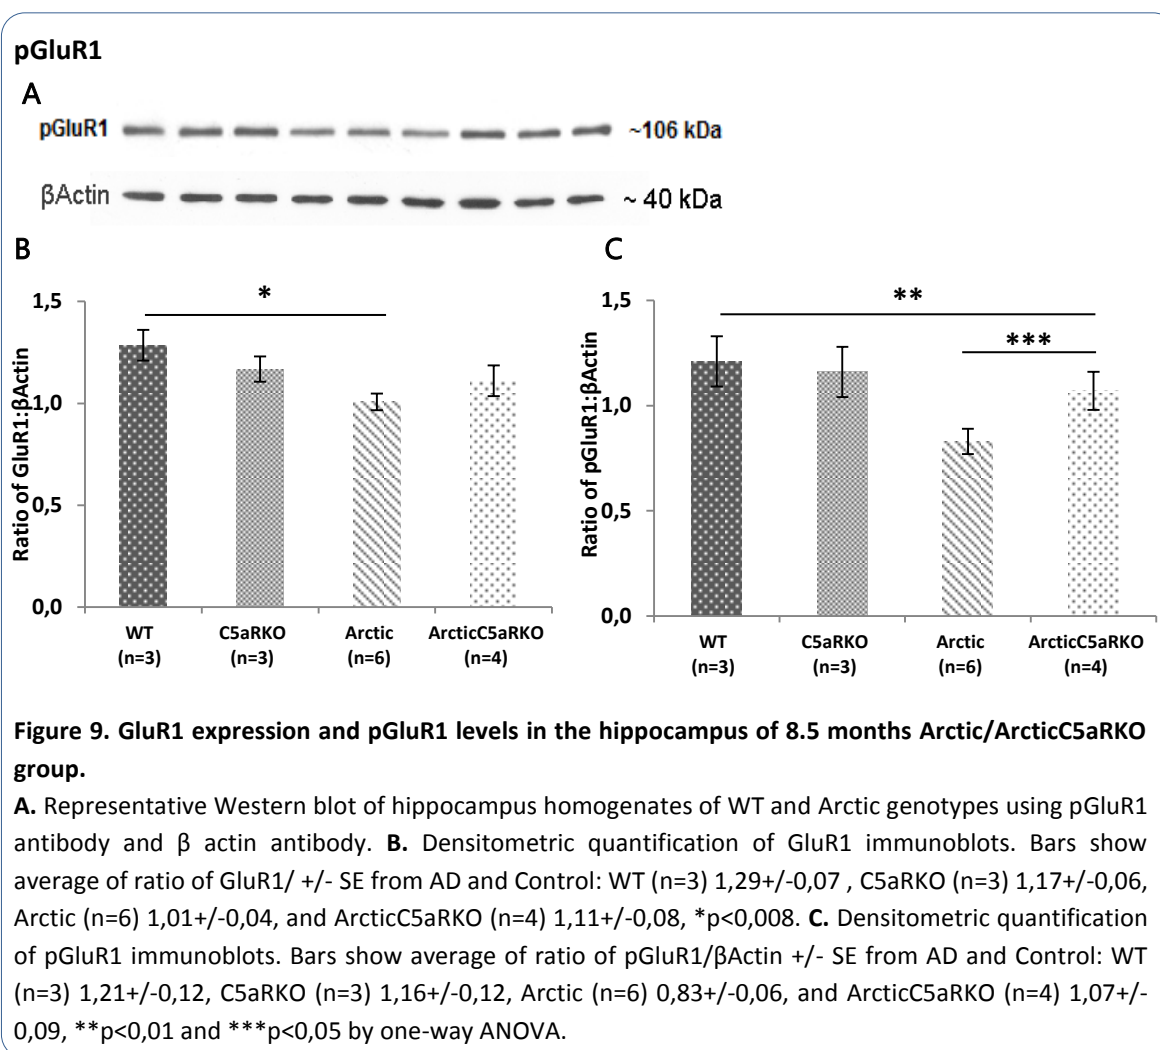 pGluR1
A
pGluR1 ~106 kDa
βActin ~ 40 kDa
B
*
1,5
1,0
0,5
0,0
Ratio of GluR1:βActin
WT C5aRKO Arctic ArcticC5aRKO
(n=3) (n=3) (n=6) (n=4)
C
**
***
1,5
1,0
0,5
0,0
Ratio of pGluR1:βActin
WT C5aRKO Arctic ArcticC5aRKO
(n=3) (n=3) (n=6) (n=4)
Figure 9. GluR1 expression and pGluR1 levels in the hippocampus of 8.5 months Arctic/ArcticC5aRKO
group.
A. Representative Western blot of hippocampus homogenates of WT and Arctic genotypes using pGluR1
antibody and β actin antibody. B. Densitometric quantification of GluR1 immunoblots. Bars show
average of ratio of GluR1/ +/- SE from AD and Control: WT (n=3) 1,29+/-0,07 , C5aRKO (n=3) 1,17+/-0,06,
Arctic (n=6) 1,01+/-0,04, and ArcticC5aRKO (n=4) 1,11+/-0,08, *p<0,008. C. Densitometric quantification
of pGluR1 immunoblots. Bars show average of ratio of pGluR1/βActin +/- SE from AD and Control: WT
(n=3) 1,21+/-0,12, C5aRKO (n=3) 1,16+/-0,12, Arctic (n=6) 0,83+/-0,06, and ArcticC5aRKO (n=4) 1,07+/-
0,09, **p<0,01 and ***p<0,05 by one-way ANOVA.